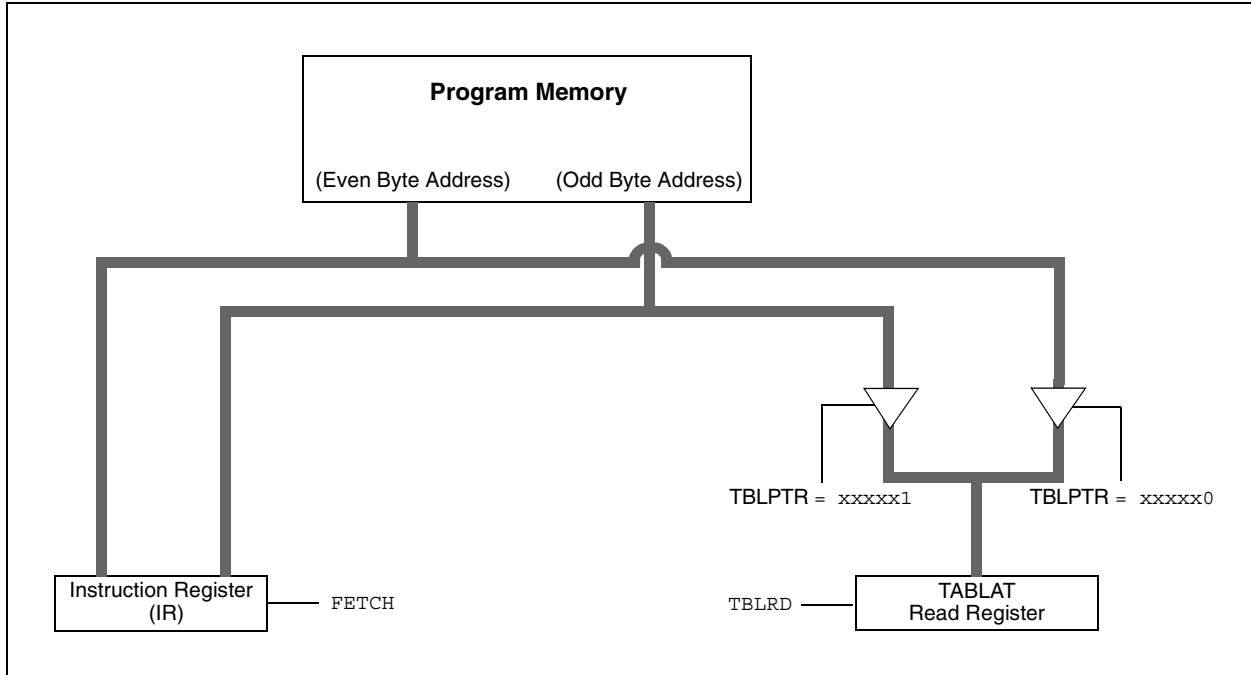 Program Memory
(Even Byte Address) (Odd Byte Address)
TBLPTR = xxxxx1
TBLPTR = xxxxx0
Instruction Register
(IR)
FETCH
TBLRD
TABLAT
Read Register